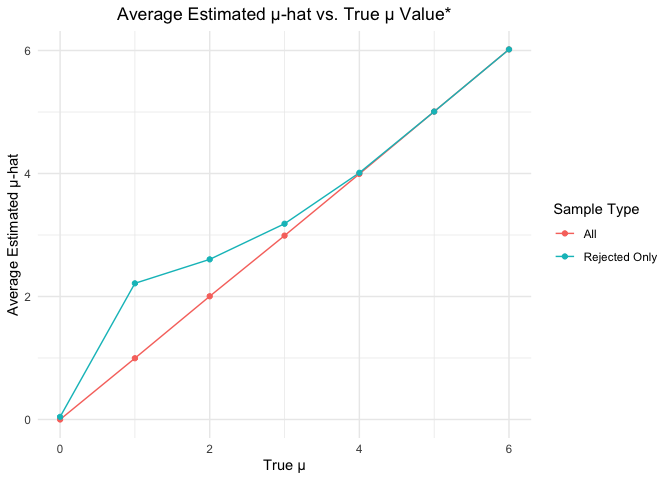 Average Estimated μ-hat vs. True μ Value*
Average Estimated μ-hat
6
4
2
0
0 2 4 6
True μ
Sample Type
All
Rejected Only